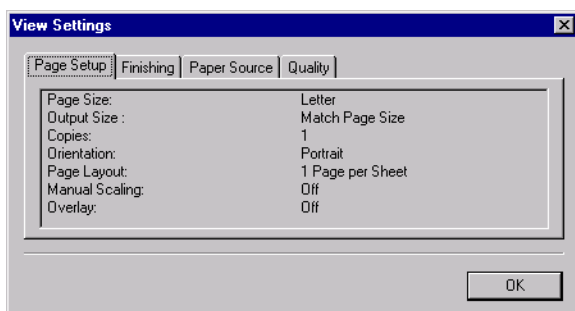 View Settings
Page Setup Finishing Paper Source Quality
Page Size: Letter
Output Size : Match Page Size
Copies: 1
Orientation: Portrait
Page Layout: 1 Page per Sheet
Manual Scaling: Off
Overlay: Off
OK